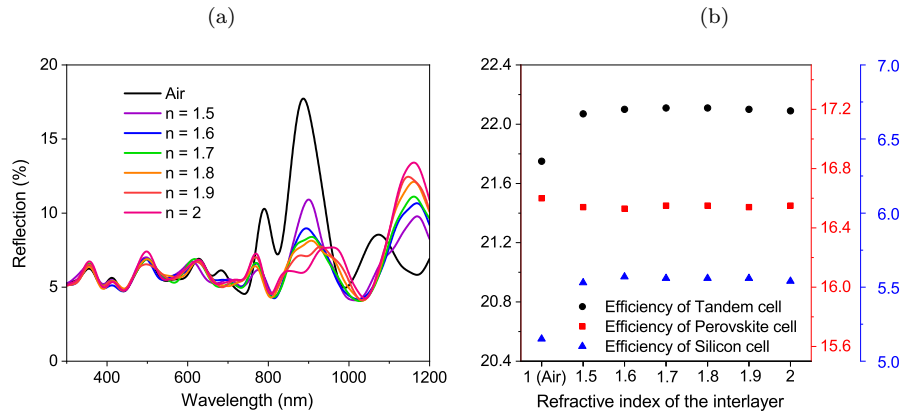 (a)
(b)
20
15
10
5
0
400
600
800
1000
1200
Reflection (%)
Wavelength (nm)
Air
n = 1.5
n = 1.6
n = 1.7
n = 1.8
n = 1.9
n = 2
22.4
22.0
21.6
21.2
20.8
20.4
1 (Air)
1.5
1.6
1.7
1.8
1.9
2
Refractive index of the interlayer
Efficiency of Tandem cell
Efficiency of Perovskite cell
Efficiency of Silicon cell
17.2
16.8
16.4
16.0
15.6
7.0
6.5
6.0
5.5
5.0